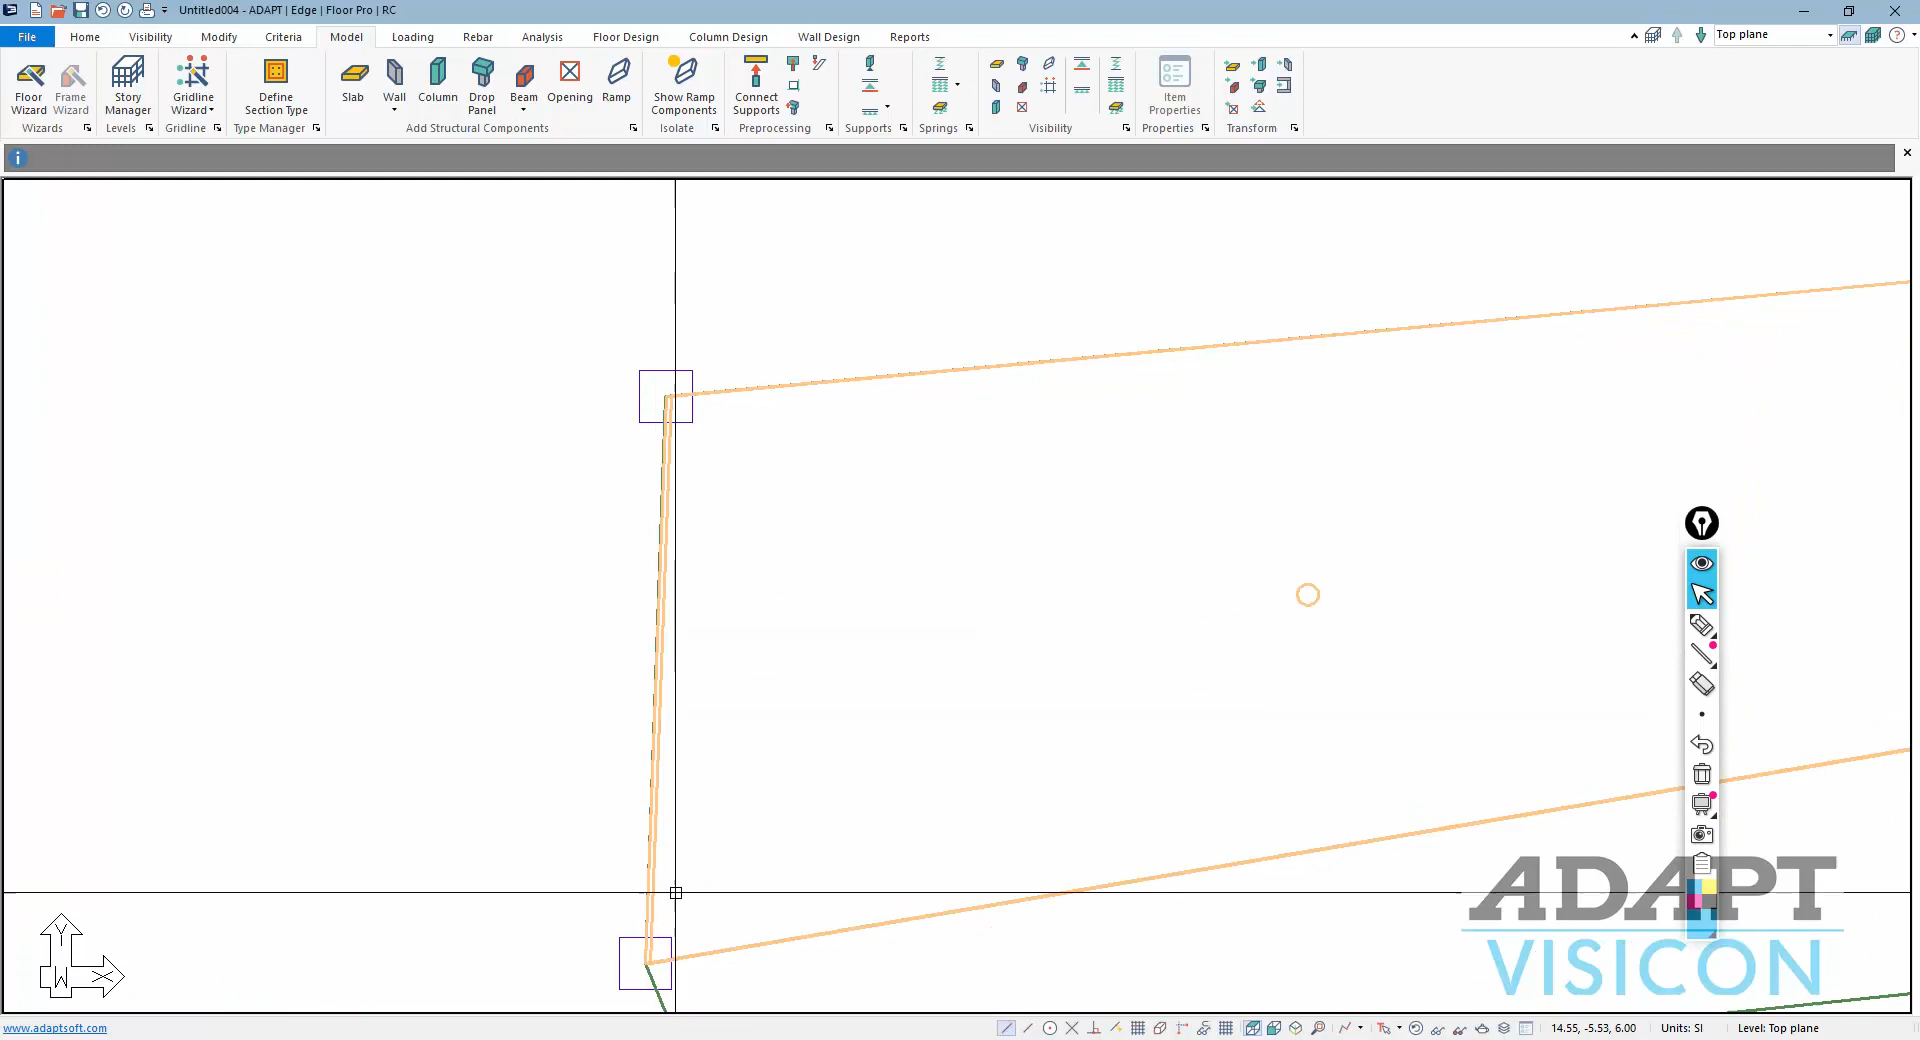 Untitled004 - ADAPT | Edge | Floor Pro | RC
File Home Visibility Modify Criteria Model Loading Rebar Analysis Floor Design Column Design Wall Design Reports Top plane
Floor Wizard
Frame Wizard
Story Manager
Gridline Wizard
Define Section Type
Slab
Wall
Column
Drop Panel
Beam
Opening
Ramp
Show Ramp Components
Connect Supports
Item Properties
Wizards Levels Gridline Type Manager Add Structural Components Isolate Preprocessing Supports Springs Visibility Properties Transform
Y
W X
ADAPT
VISICON
www.adaptsoft.com 14.55, -5.53, 6.00 Units: SI Level: Top plane